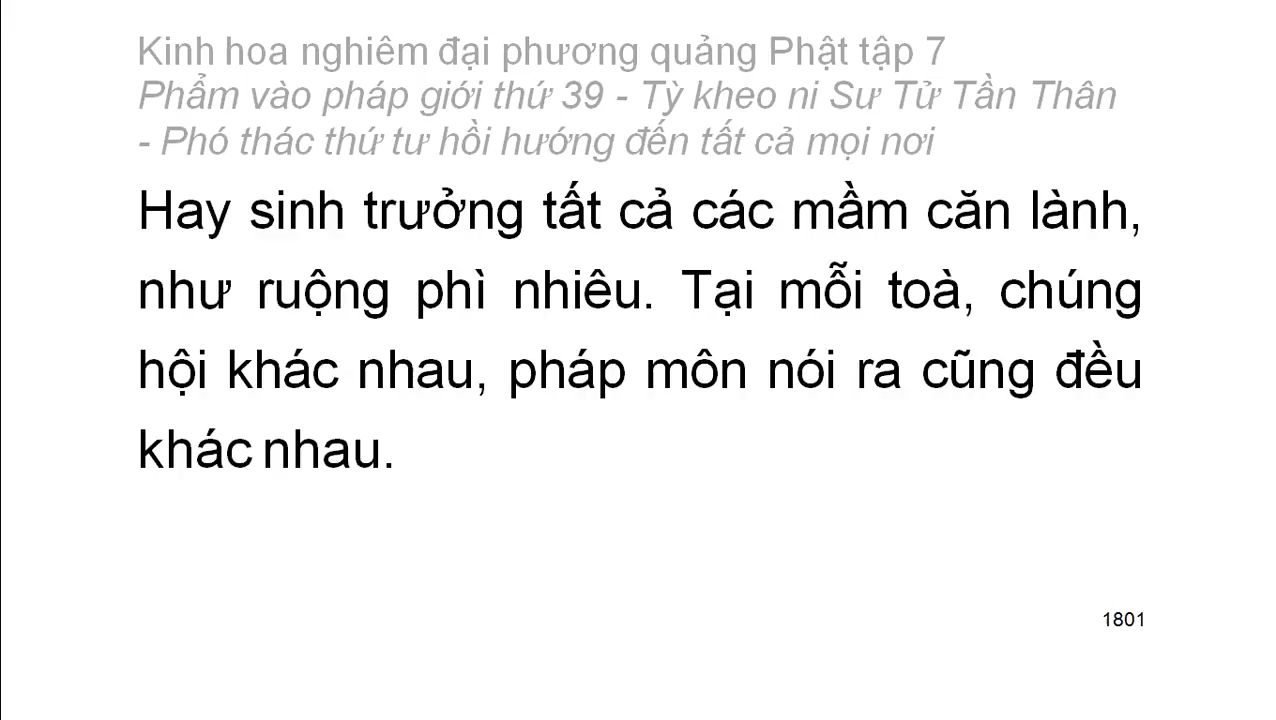 Kinh hoa nghiêm đại phương quảng Phật tập 7
Phẩm vào pháp giới thứ 39 - Tỳ kheo ni Sư Tử Tần Thân
- Phó thác thứ tư hồi hướng đến tất cả mọi nơi
Hay sinh trưởng tất cả các mầm căn lành,
như ruộng phì nhiêu. Tại mỗi toà, chúng
hội khác nhau, pháp môn nói ra cũng đều
khác nhau.
1801